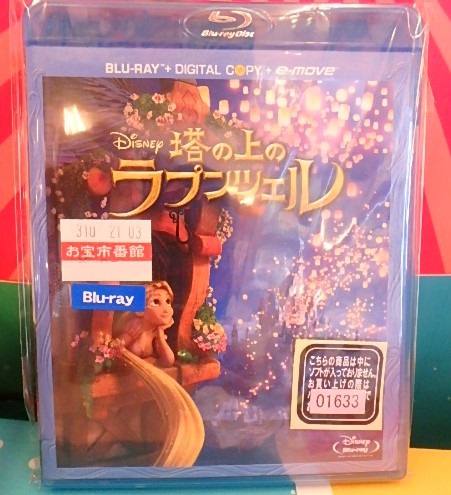 Blu-ray Disc
BLU-RAY + DIGITAL COPY + e-move
DISNEY
塔の上の
ラプンツェル
310 21 03
お宝市番館
Blu-ray
こちらの商品は中に
ソフトが入っておりません。
お買い上げの際は
01633
Disney
Blu-ray